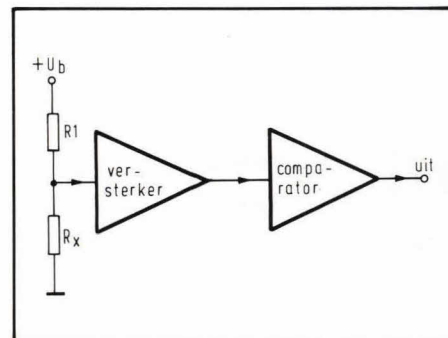 +Ub
R1
ver-
sterker
compa-
rator
uit
Rx